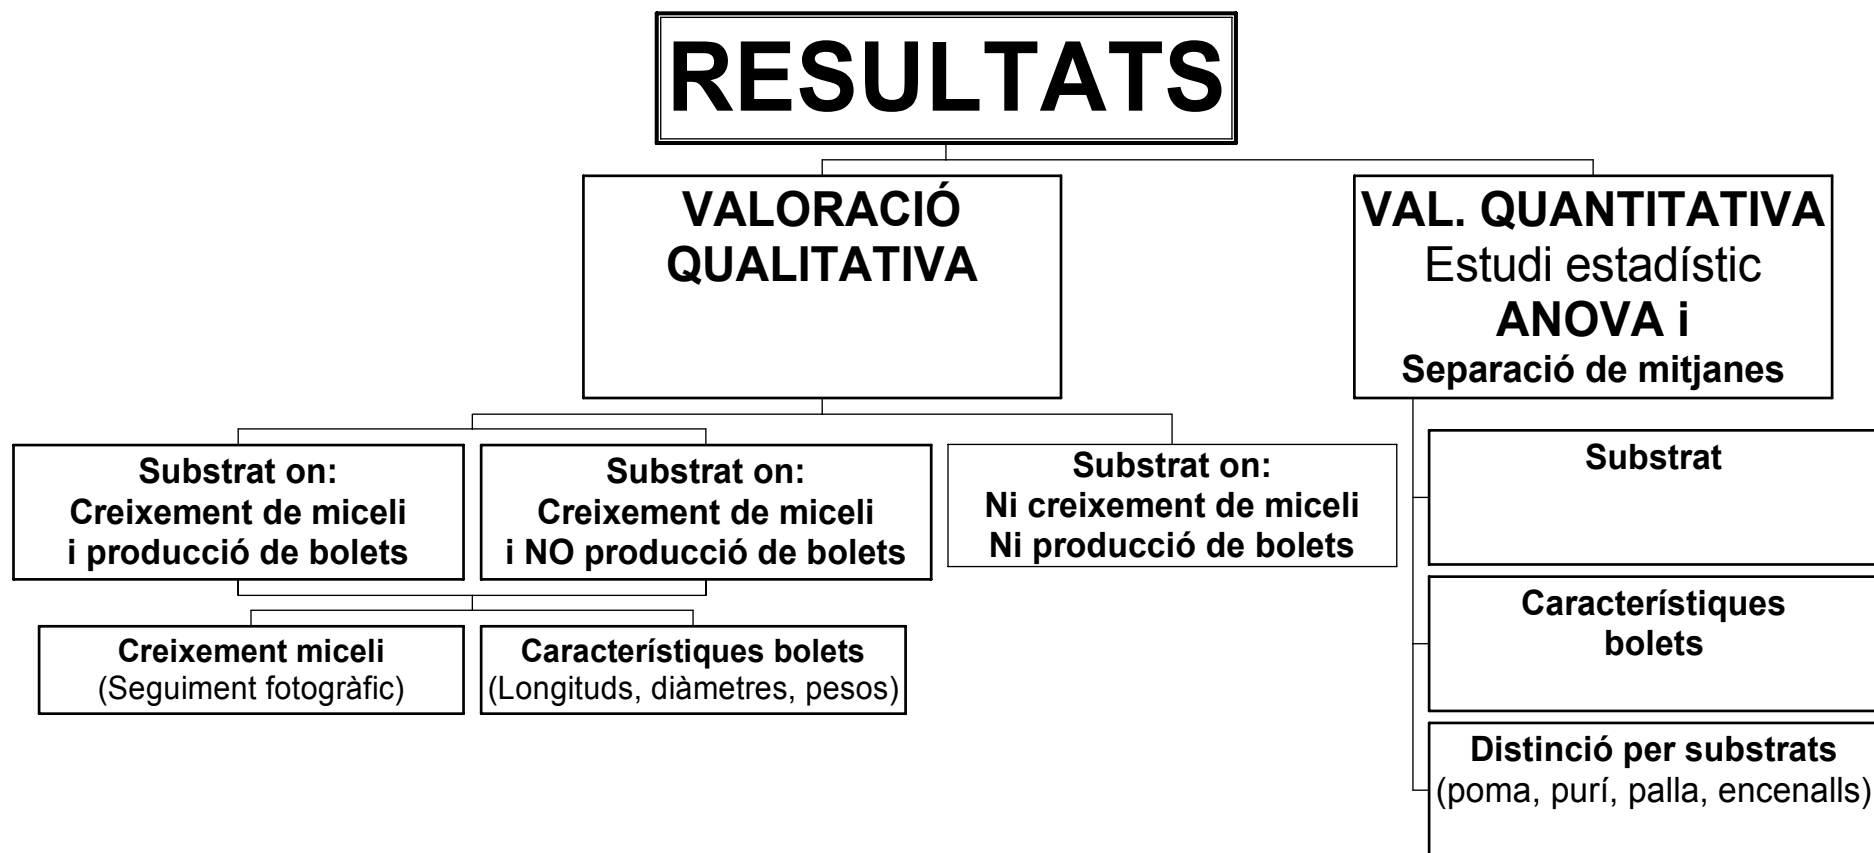 RESULTATS
VALORACIÓ
QUALITATIVA
VAL. QUANTITATIVA
Estudi estadístic
ANOVA i
Separació de mitjanes
Substrat on:
Creixement de miceli
i producció de bolets
Substrat on:
Creixement de miceli
i NO producció de bolets
Substrat on:
Ni creixement de miceli
Ni producció de bolets
Creixement miceli
(Seguiment fotogràfic)
Característiques bolets
(Longituds, diàmetres, pesos)
Substrat
Característiques
bolets
Distinció per substrats
(poma, purí, palla, encenalls)